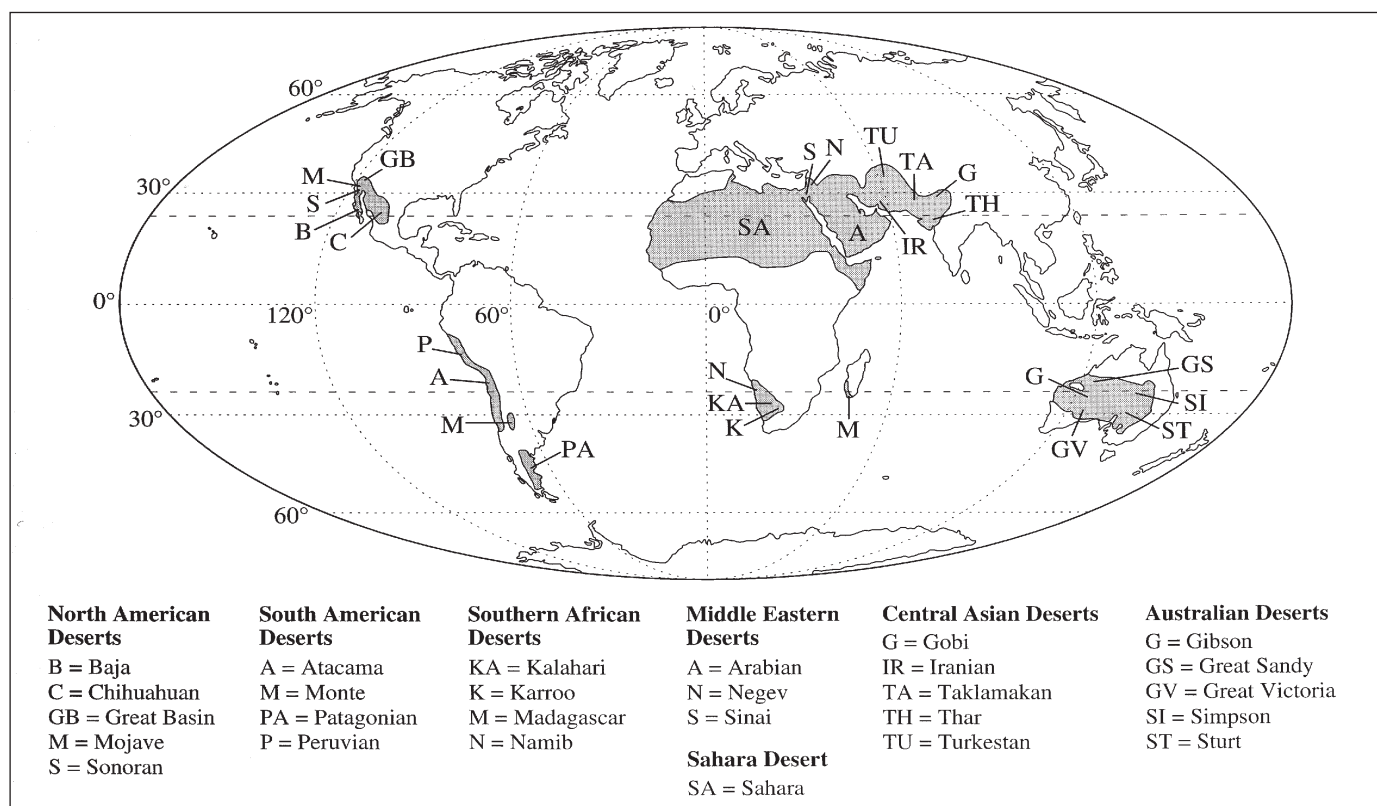 60°
GB
M
S
B
C
30°
0°
120°
60°
0°
S
N
TU
TA
G
TH
SA
A
IR
P
A
M
PA
N
KA
K
M
G
GS
SI
ST
GV
30°
60°
North American
Deserts
B = Baja
C = Chihuahuan
GB = Great Basin
M = Mojave
S = Sonoran
South American
Deserts
A = Atacama
M = Monte
PA = Patagonian
P = Peruvian
Southern African
Deserts
KA = Kalahari
K = Karroo
M = Madagascar
N = Namib
Middle Eastern
Deserts
A = Arabian
N = Negev
S = Sinai
Sahara Desert
SA = Sahara
Central Asian Deserts
G = Gobi
IR = Iranian
TA = Taklamakan
TH = Thar
TU = Turkestan
Australian Deserts
G = Gibson
GS = Great Sandy
GV = Great Victoria
SI = Simpson
ST = Sturt